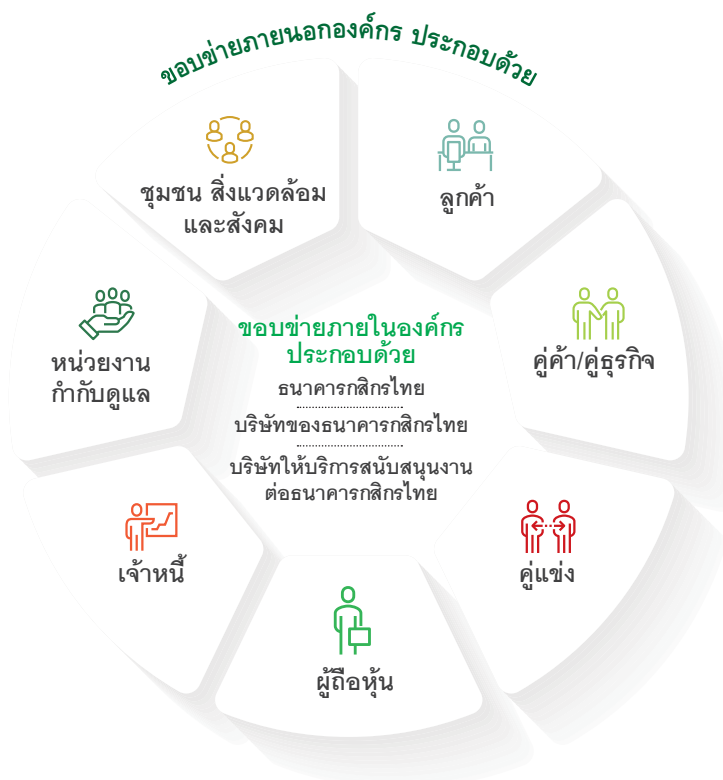 ขอบข่ายภายนอกองค์กร ประกอบด้วย
ชุมชน สิ่งแวดล้อม
และสังคม
ลูกค้า
หน่วยงาน
กำกับดูแล
ขอบข่ายภายในองค์กร
ประกอบด้วย
ธนาคารกสิกรไทย
บริษัทของธนาคารกสิกรไทย
บริษัทให้บริการสนับสนุนงาน
ต่อธนาคารกสิกรไทย
คู่ค้า/คู่ธุรกิจ
เจ้าหนี้
คู่แข่ง
ผู้ถือหุ้น